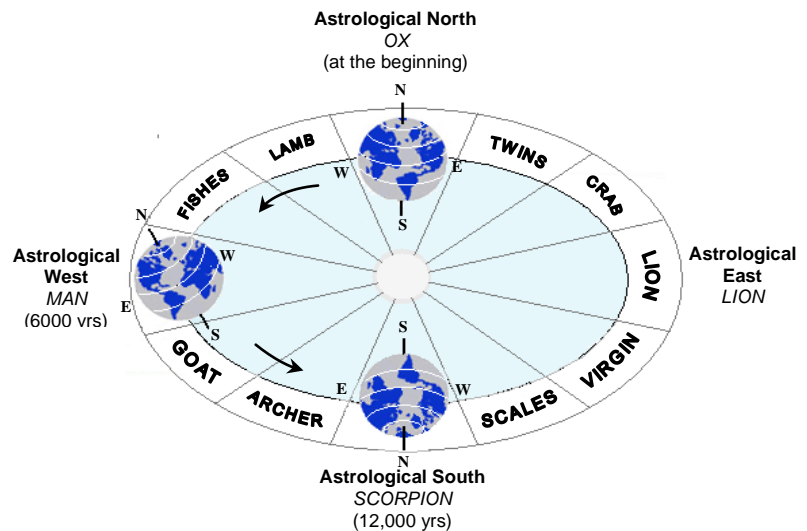 Astrological North
OX
(at the beginning)
N
TWINS
LAMB
W
E
CRAB
FISHES
S
N
Astrological
West
MAN
(6000 yrs)
W
E
S
LION
Astrological
East
LION
GOAT
VIRGIN
S
ARCHER
E
W
SCALES
N
Astrological South
SCORPION
(12,000 yrs)